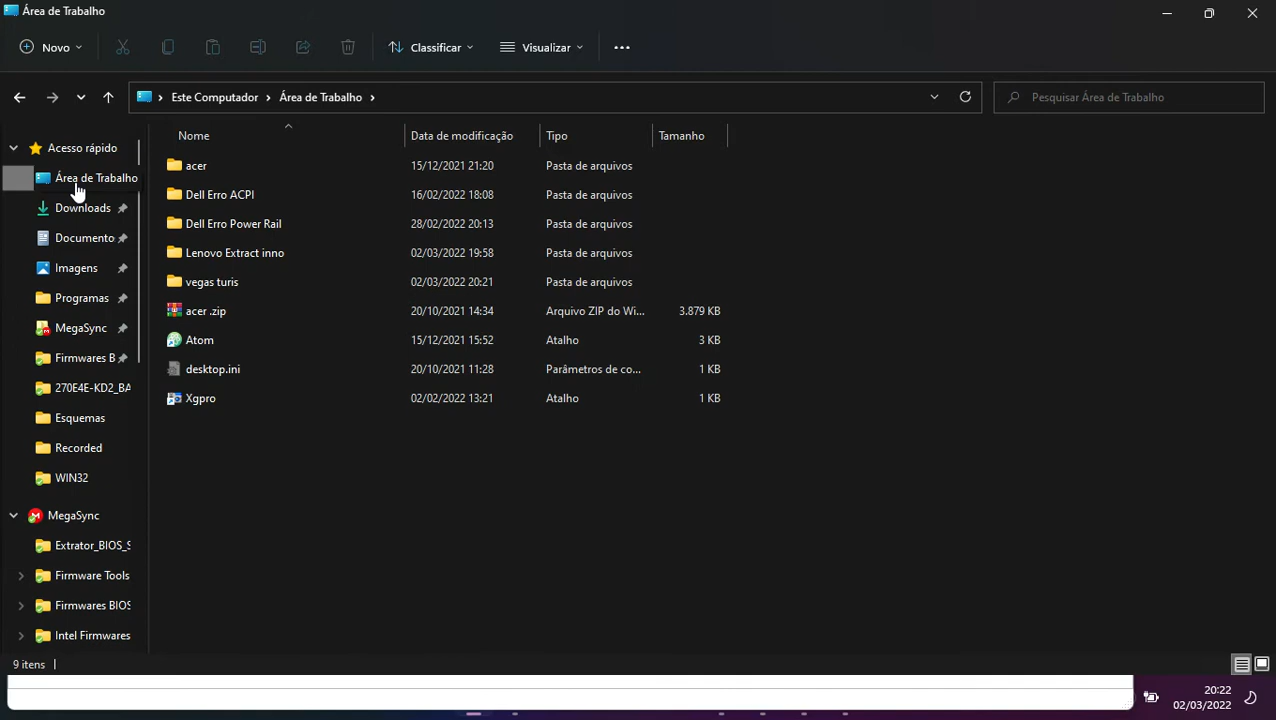 Área de Trabalho
Novo
Classificar
Visualizar
Este Computador
Área de Trabalho
Pesquisar Área de Trabalho
Nome Data de modificação Tipo Tamanho
Acesso rápido
Área de Trabalho
Downloads
Documento
Imagens
Programas
MegaSync
Firmwares B
270E4E-KD2_BA
Esquemas
Recorded
WIN32
MegaSync
Extrator_BIOS_S
Firmware Tools
Firmwares BIOS
Intel Firmwares
acer 15/12/2021 21:20 Pasta de arquivos
Dell Erro ACPI 16/02/2022 18:08 Pasta de arquivos
Dell Erro Power Rail 28/02/2022 20:13 Pasta de arquivos
Lenovo Extract inno 02/03/2022 19:58 Pasta de arquivos
vegas turis 02/03/2022 20:21 Pasta de arquivos
acer .zip 20/10/2021 14:34 Arquivo ZIP do Wi... 3.879 KB
Atom 15/12/2021 15:52 Atalho 3 KB
desktop.ini 20/10/2021 11:28 Parâmetros de co... 1 KB
Xgpro 02/02/2022 13:21 Atalho 1 KB
9 itens
20:22
02/03/2022